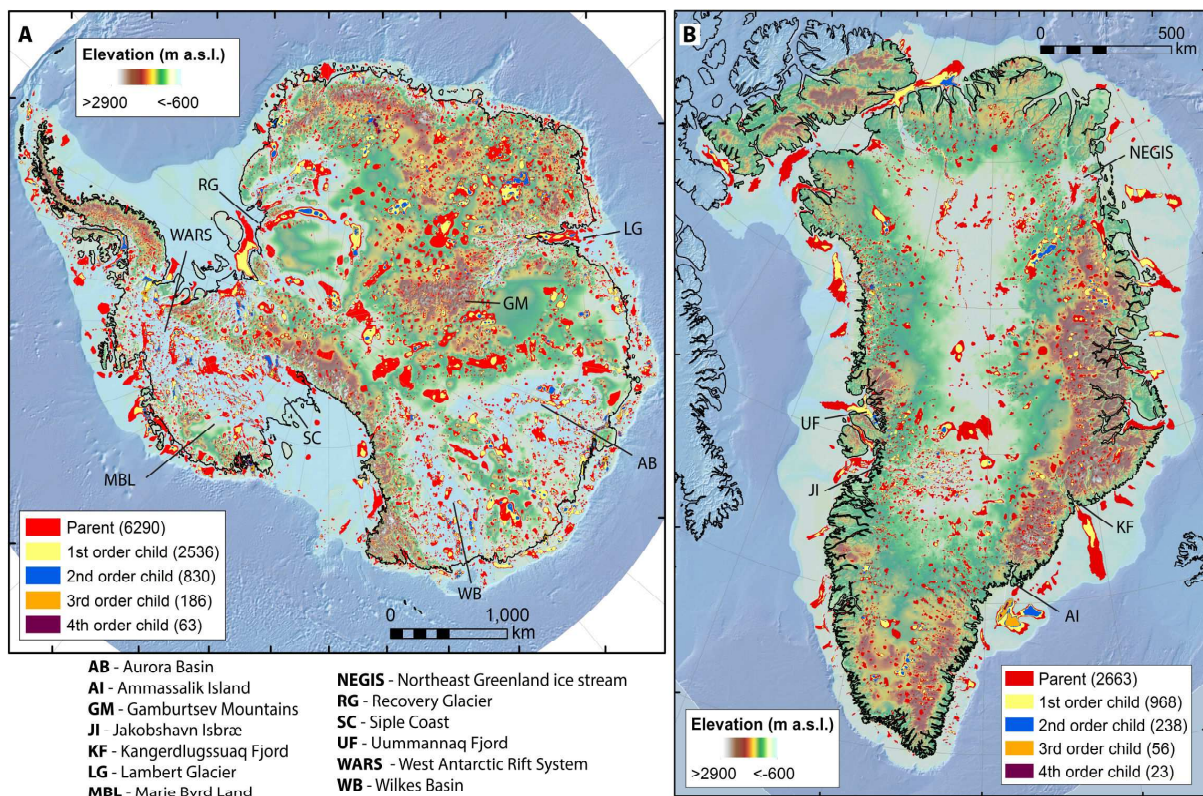 A
Elevation (m a.s.l.)
>2900 <-600
RG
WARS
LG
GM
SC
MBL
AB
WB
Parent (6290)
1st order child (2536)
2nd order child (830)
3rd order child (186)
4th order child (63)
0 1,000
km
B
0 500
km
NEGIS
UF
JI
KF
AI
Elevation (m a.s.l.)
>2900 <-600
Parent (2663)
1st order child (968)
2nd order child (238)
3rd order child (56)
4th order child (23)
AB - Aurora Basin
AI - Ammassalik Island
GM - Gamburtsev Mountains
JI - Jakobshavn Isbræ
KF - Kangerdlugssuaq Fjord
LG - Lambert Glacier
MBL - Marie Byrd Land
NEGIS - Northeast Greenland ice stream
RG - Recovery Glacier
SC - Siple Coast
UF - Uummannaq Fjord
WARS - West Antarctic Rift System
WB - Wilkes Basin